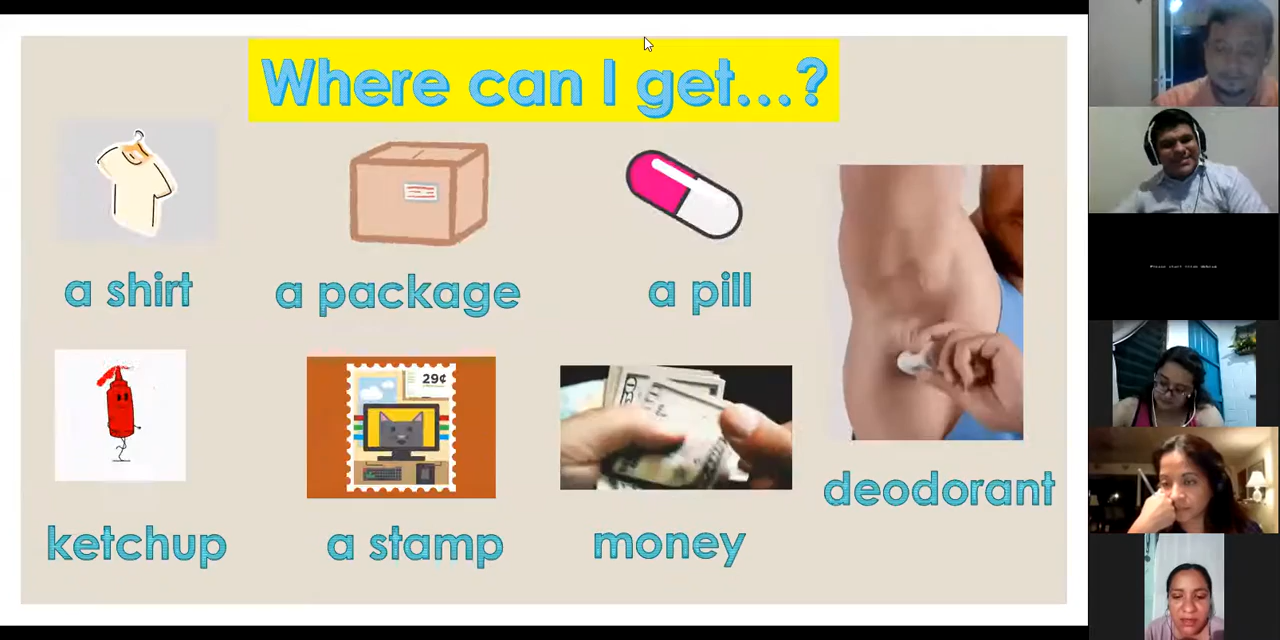 Where can I get...?
a shirt
a package
a pill
ketchup
29¢
a stamp
money
deodorant